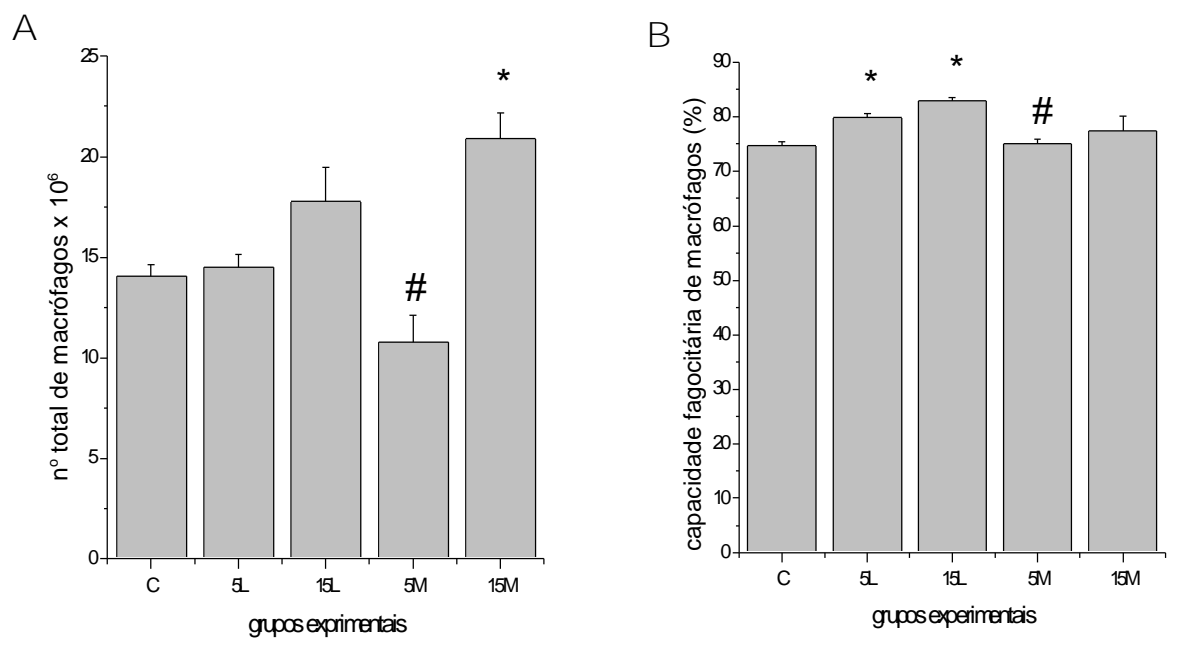 A
nº total de macrófagos x 10⁶
25
20
15
10
5
0
*
#
C 5L 15L 5M 15M
grupos exprimentais
B
capacidade fagocitária de macrófagos (%)
90
80
70
60
50
40
30
20
10
0
* *
#
C 5L 15L 5M 15M
grupos experimentais